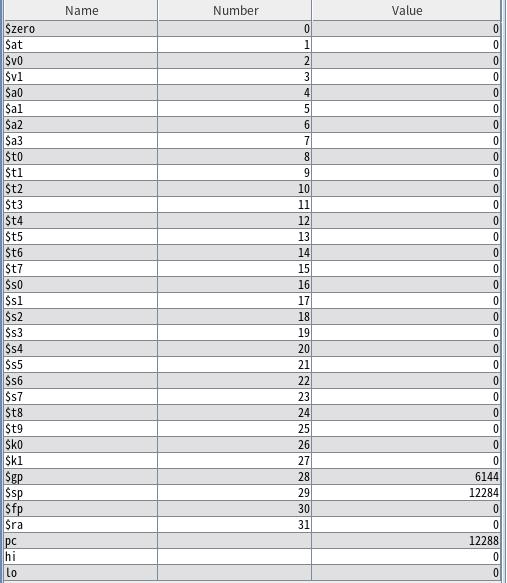 Name Number Value
$zero 0 0
$at 1 0
$v0 2 0
$v1 3 0
$a0 4 0
$a1 5 0
$a2 6 0
$a3 7 0
$t0 8 0
$t1 9 0
$t2 10 0
$t3 11 0
$t4 12 0
$t5 13 0
$t6 14 0
$t7 15 0
$s0 16 0
$s1 17 0
$s2 18 0
$s3 19 0
$s4 20 0
$s5 21 0
$s6 22 0
$s7 23 0
$t8 24 0
$t9 25 0
$k0 26 0
$k1 27 0
$gp 28 6144
$sp 29 12284
$fp 30 0
$ra 31 0
pc 12288
hi 0
lo 0